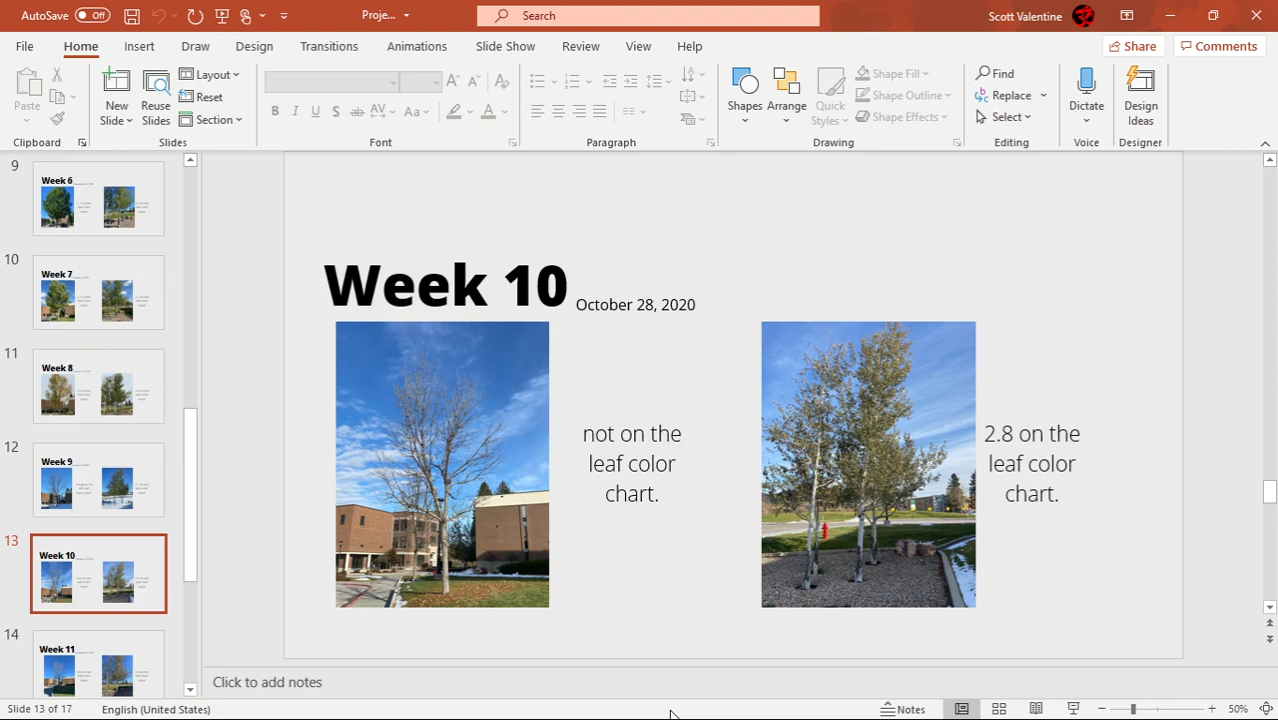 AutoSave Off Proje... Search Scott Valentine
File Home Insert Draw Design Transitions Animations Slide Show Review View Help Share Comments
Paste New Slide Reuse Slides Layout Reset Section Shapes Arrange Quick Styles Shape Fill Shape Outline Shape Effects Find Replace Select Dictate Design Ideas
Clipboard Slides Font Paragraph Drawing Editing Voice Designer
9 Week 6
10 Week 7
11 Week 8
12 Week 9
13 Week 10
14 Week 11
Week 10 October 28, 2020
not on the
leaf color
chart.
2.8 on the
leaf color
chart.
Click to add notes
Slide 13 of 17 English (United States) Notes 50%